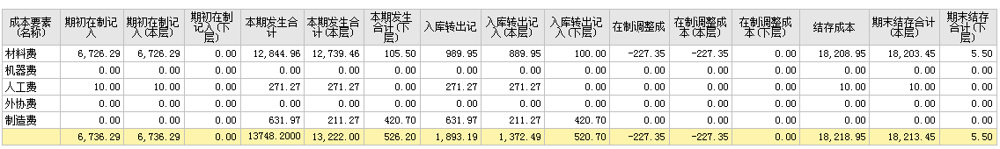 成本要素(名称) 期初在制记入 期初在制记入(本层) 期初在制记入(下层) 本期发生合计 本期发生合计(本层) 本期发生合计(下层) 入库转出记 入库转出记入(本层) 入库转出记入(下层) 在制调整成 在制调整成本(本层) 在制调整成本(下层) 结存成本 期末结存合计(本层) 期末结存合计(下层)
材料费 6,726.29 6,726.29 0.00 12,844.96 12,739.46 105.50 989.95 889.95 100.00 -227.35 -227.35 0.00 18,208.95 18,203.45 5.50
机器费 0.00 0.00 0.00 0.00 0.00 0.00 0.00 0.00 0.00 0.00 0.00 0.00 0.00 0.00 0.00
人工费 10.00 10.00 0.00 271.27 271.27 0.00 271.27 271.27 0.00 0.00 0.00 0.00 10.00 10.00 0.00
外协费 0.00 0.00 0.00 0.00 0.00 0.00 0.00 0.00 0.00 0.00 0.00 0.00 0.00 0.00 0.00
制造费 0.00 0.00 0.00 631.97 211.27 420.70 631.97 211.27 420.70 0.00 0.00 0.00 0.00 0.00 0.00
6,736.29 6,736.29 0.00 13748.2000 13,222.00 526.20 1,893.19 1,372.49 520.70 -227.35 -227.35 0.00 18,218.95 18,213.45 5.50